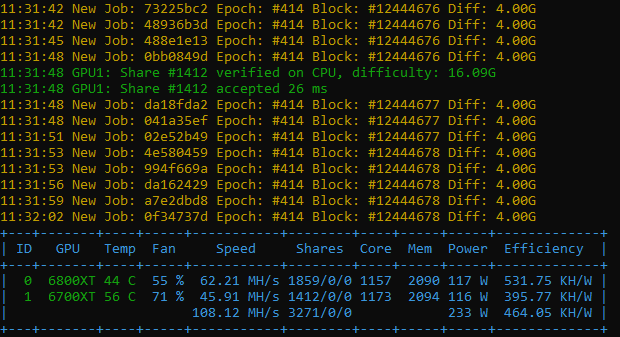 11:31:42 New Job: 73225bc2 Epoch: #414 Block: #12444676 Diff: 4.00G
11:31:42 New Job: 48936b3d Epoch: #414 Block: #12444676 Diff: 4.00G
11:31:45 New Job: 488e1e13 Epoch: #414 Block: #12444676 Diff: 4.00G
11:31:48 New Job: 0bb0849d Epoch: #414 Block: #12444676 Diff: 4.00G
11:31:48 GPU1: Share #1412 verified on CPU, difficulty: 16.09G
11:31:48 GPU1: Share #1412 accepted 26 ms
11:31:48 New Job: da18fda2 Epoch: #414 Block: #12444677 Diff: 4.00G
11:31:48 New Job: 041a35ef Epoch: #414 Block: #12444677 Diff: 4.00G
11:31:51 New Job: 02e52b49 Epoch: #414 Block: #12444677 Diff: 4.00G
11:31:53 New Job: 4e580459 Epoch: #414 Block: #12444678 Diff: 4.00G
11:31:53 New Job: 994f669a Epoch: #414 Block: #12444678 Diff: 4.00G
11:31:56 New Job: da162429 Epoch: #414 Block: #12444678 Diff: 4.00G
11:31:59 New Job: a7e2dbd8 Epoch: #414 Block: #12444678 Diff: 4.00G
11:32:02 New Job: 0f34737d Epoch: #414 Block: #12444678 Diff: 4.00G
ID GPU Temp Fan Speed Shares Core Mem Power Efficiency
0 6800XT 44 C 55 % 62.21 MH/s 1859/0/0 1157 2090 117 W 531.75 KH/W
1 6700XT 56 C 71 % 45.91 MH/s 1412/0/0 1173 2094 116 W 395.77 KH/W
108.12 MH/s 3271/0/0 233 W 464.05 KH/W